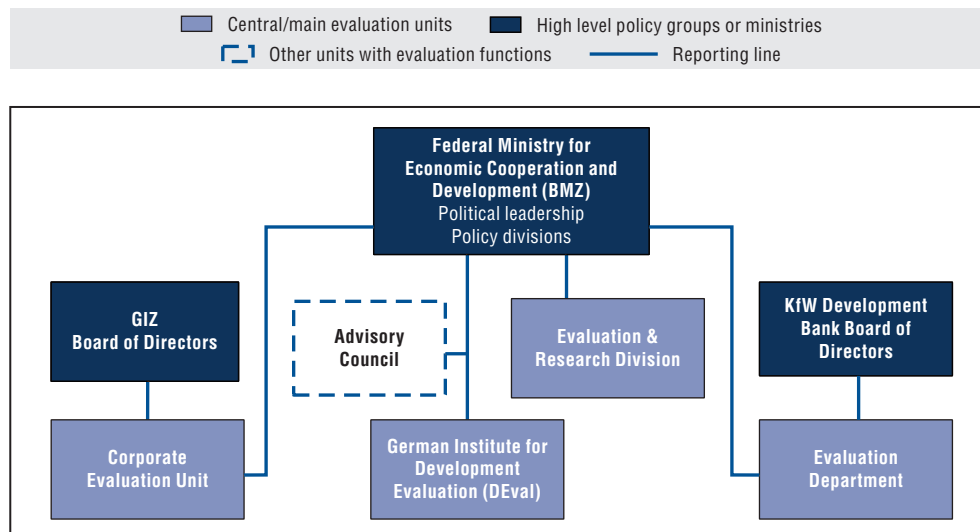 Central/main evaluation units
High level policy groups or ministries
Other units with evaluation functions
Reporting line
Federal Ministry for
Economic Cooperation and
Development (BMZ)
Political leadership
Policy divisions
GIZ
Board of Directors
Advisory
Council
Evaluation &
Research Division
KfW Development
Bank Board of
Directors
Corporate
Evaluation Unit
German Institute for
Development
Evaluation (DEval)
Evaluation
Department